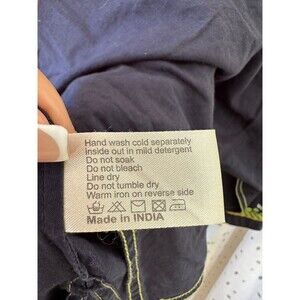 Hand wash cold separately
Inside out in mild detergent
Do not soak
Do not bleach
Line dry
Do not tumble dry
Warm iron on reverse side
Made in INDIA